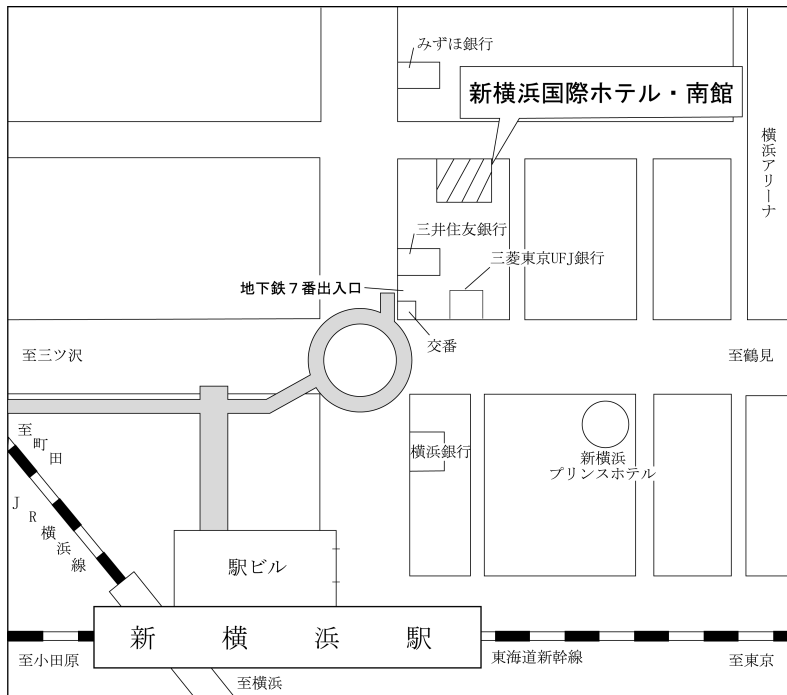 みずほ銀行
新横浜国際ホテル・南館
横浜アリーナ
三井住友銀行
三菱東京UFJ銀行
地下鉄7番出入口
交番
至三ツ沢
至鶴見
至町田
JR横浜線
横浜銀行
新横浜
プリンスホテル
駅ビル
新横浜駅
至小田原
至横浜
東海道新幹線
至東京